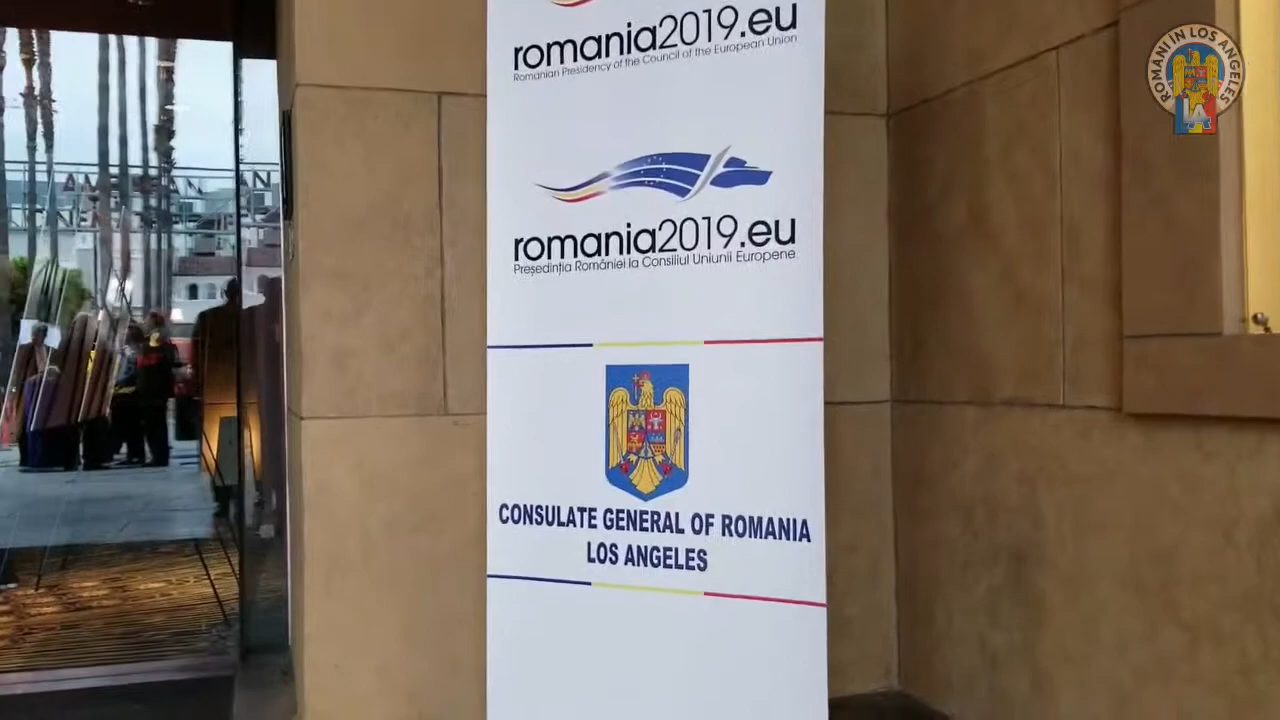 romania2019.eu
Romanian Presidency of the Council of the European Union
ROMANI IN LOS ANGELES
LA
romania2019.eu
Președinția României la Consiliul Uniunii Europene
CONSULATE GENERAL OF ROMANIA
LOS ANGELES